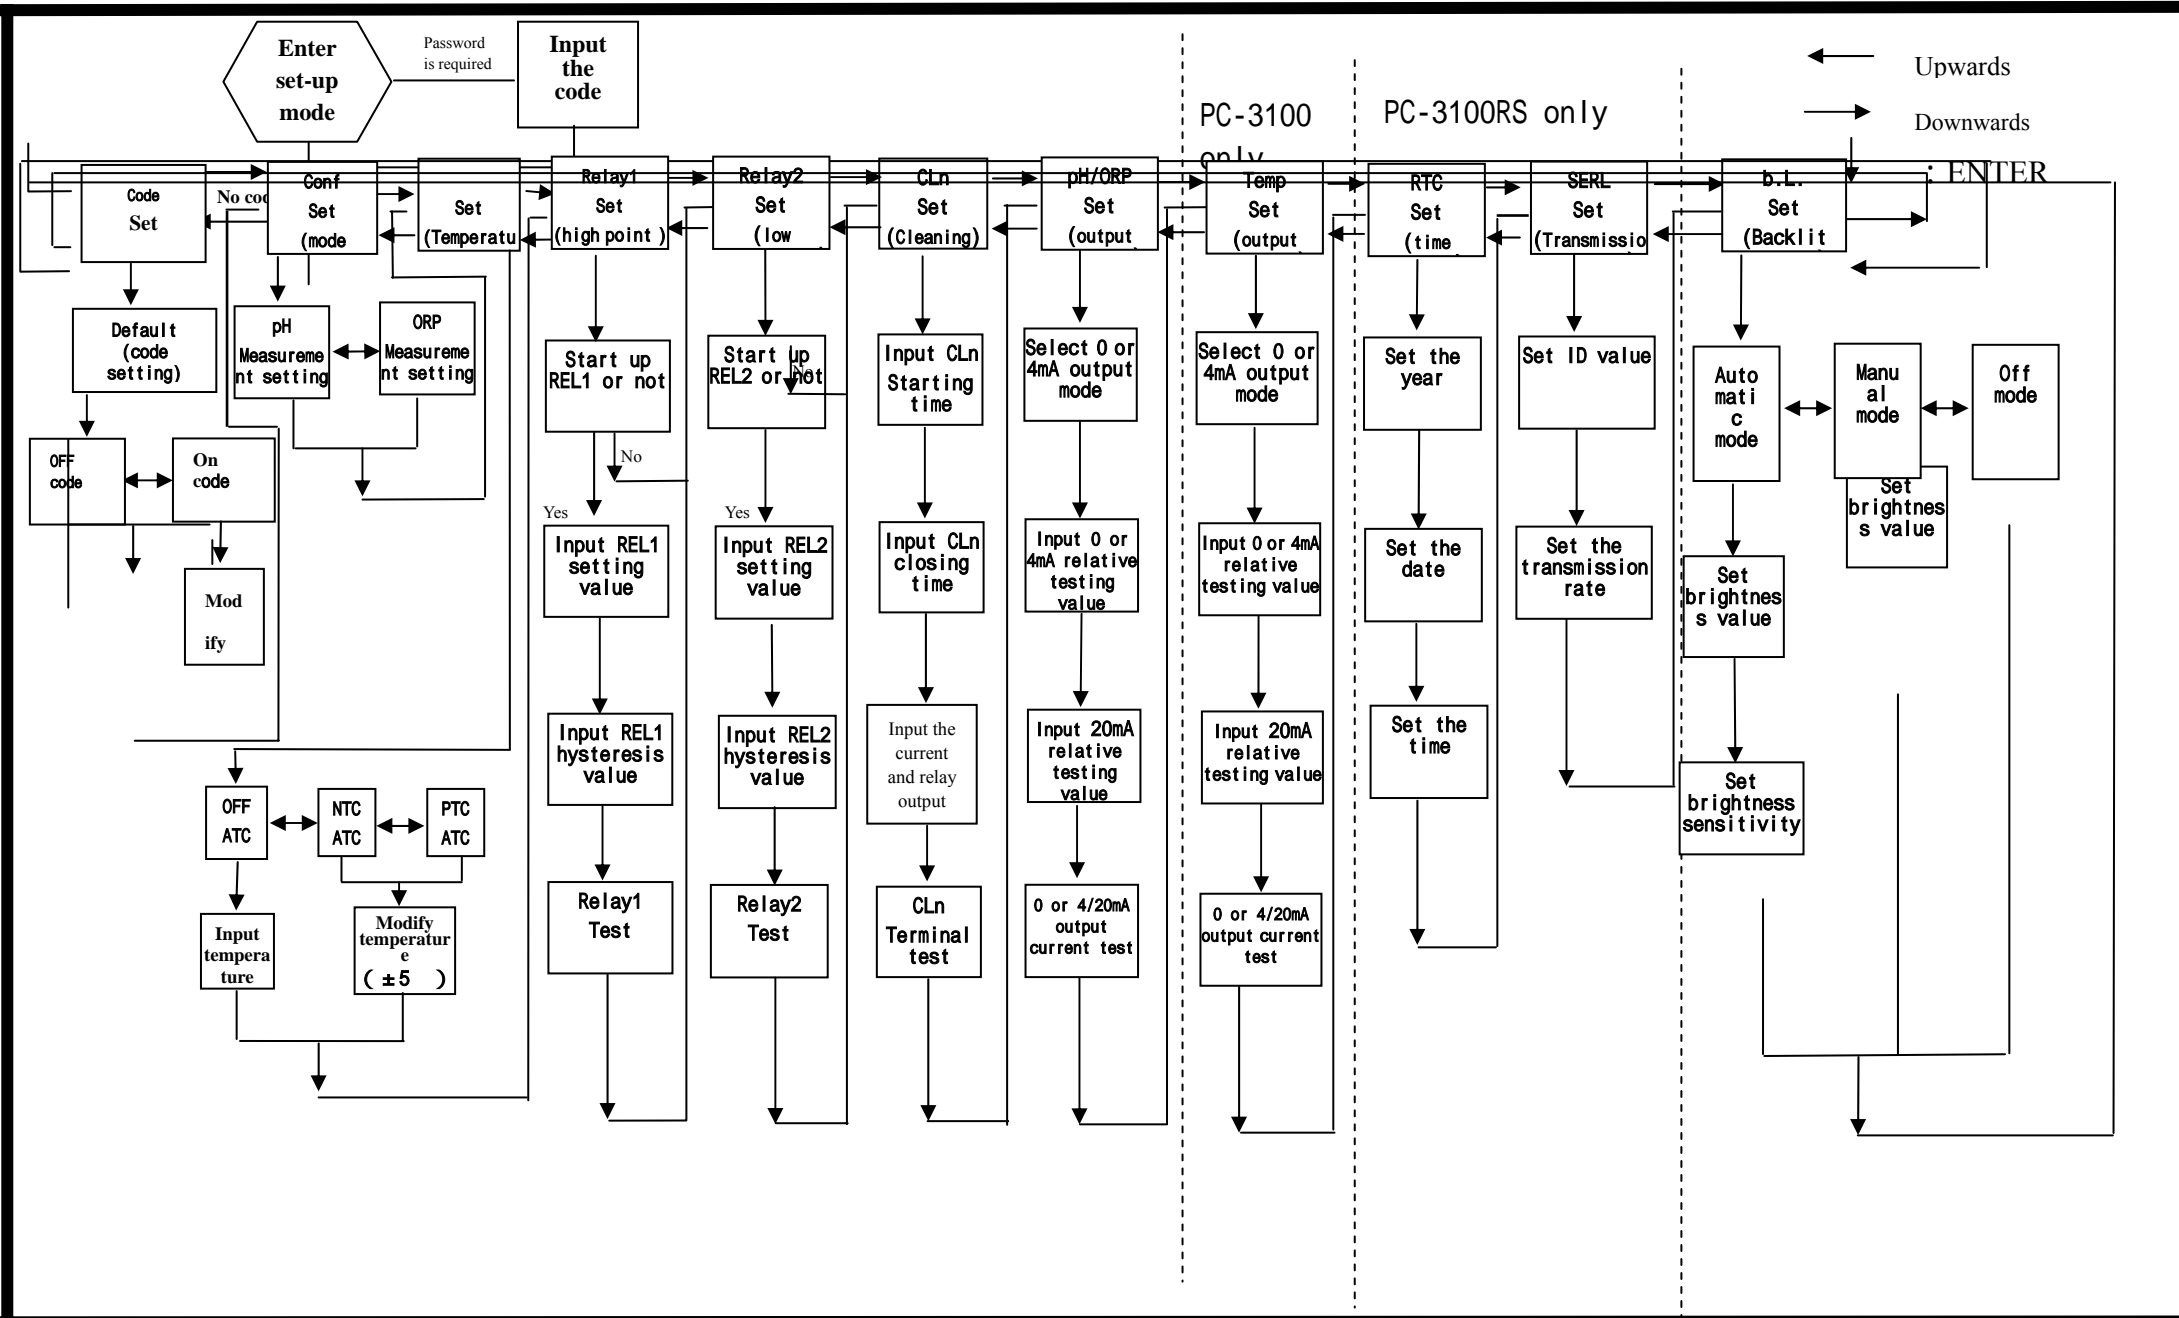 Enter
set-up
mode
Password
is required
Input
the
code
Upwards
Downwards
: ENTER
PC-3100
only
PC-3100RS only
Code
Set
No cod
Conf
Set
(mode
Set
(Temperatu
Relay1
Set
(high point)
Relay2
Set
(low
CLn
Set
(Cleaning)
pH/ORP
Set
(output
Temp
Set
(output
RTC
Set
(time
SERL
Set
(Transmissio
b.L.
Set
(Backlit
Default
(code
setting)
OFF
code
On
code
Mod
ify
pH
Measureme
nt setting
ORP
Measureme
nt setting
OFF
ATC
NTC
ATC
PTC
ATC
Input
tempera
ture
Modify
temperatur
e
( ±5 )
Start up
REL1 or not
No
Yes
Input REL1
setting
value
Input REL1
hysteresis
value
Relay1
Test
Start up
REL2 or not
No
Yes
Input REL2
setting
value
Input REL2
hysteresis
value
Relay2
Test
Input CLn
Starting
time
Input CLn
closing
time
Input the
current
and relay
output
CLn
Terminal
test
Select 0 or
4mA output
mode
Input 0 or
4mA relative
testing
value
Input 20mA
relative
testing
value
0 or 4/20mA
output
current test
Select 0 or
4mA output
mode
Input 0 or 4mA
relative
testing value
Input 20mA
relative
testing value
0 or 4/20mA
output current
test
Set the
year
Set the
date
Set the
time
Set ID value
Set the
transmission
rate
Auto
mati
c
mode
Set
brightnes
s value
Set
brightness
sensitivity
Manu
al
mode
Set
brightnes
s value
Off
mode